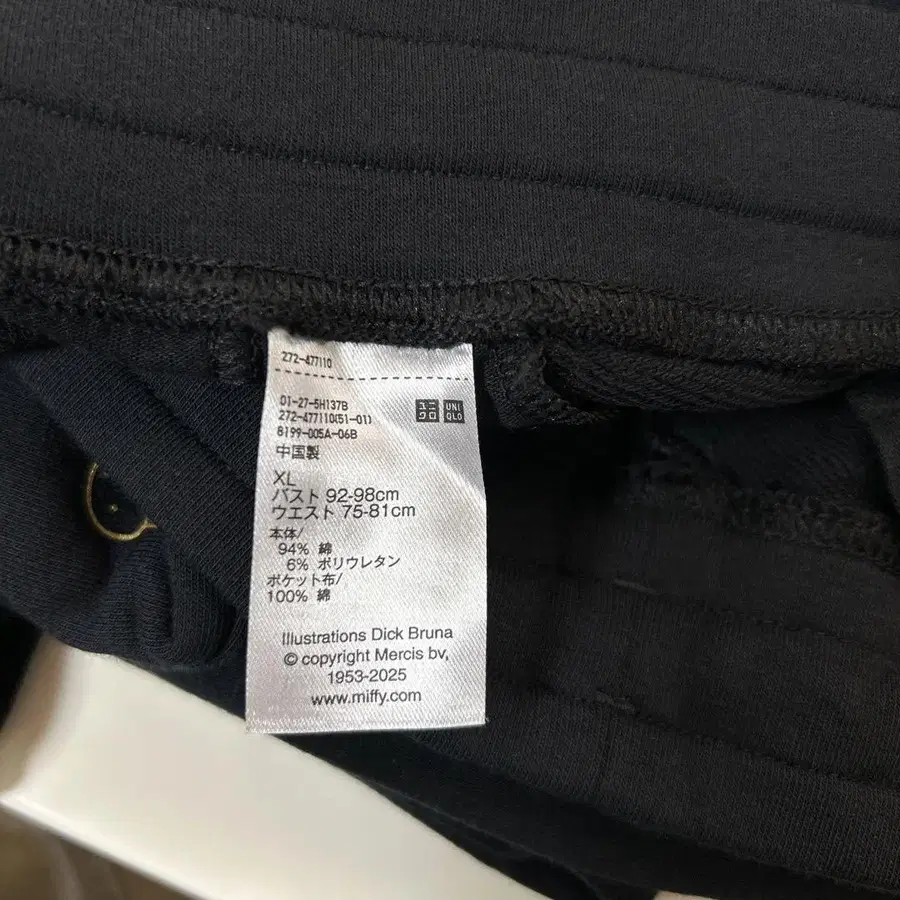 272-477110
01-27-5H137B
272-477110(51-01)
8199-005A-06B
ユニクロ
UNIQLO
中国製
XL
バスト 92-98cm
ウエスト 75-81cm
本体/
94% 綿
6% ポリウレタン
ポケット布/
100% 綿
Illustrations Dick Bruna
© copyright Mercis bv,
1953-2025
www.miffy.com